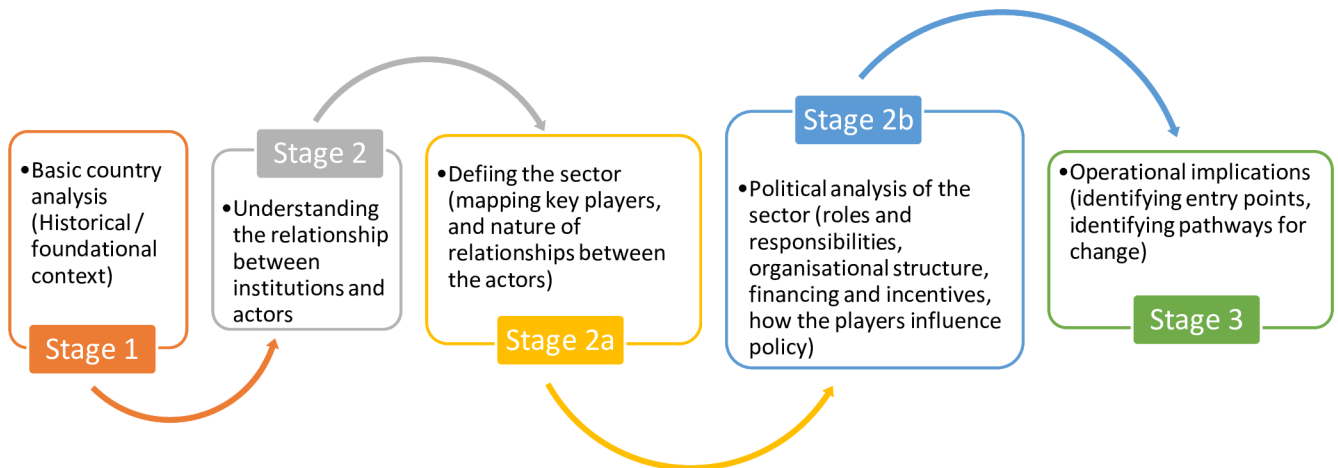 •Basic country
analysis
(Historical /
foundational
context)
Stage 1
Stage 2
•Understanding
the relationship
between
institutions and
actors
•Defiing the sector
(mapping key players,
and nature of
relationships between
the actors)
Stage 2a
Stage 2b
•Political analysis of the
sector (roles and
responsibilities,
organisational structure,
financing and incentives,
how the players influence
policy)
•Operational implications
(identifying entry points,
identifying pathways for
change)
Stage 3